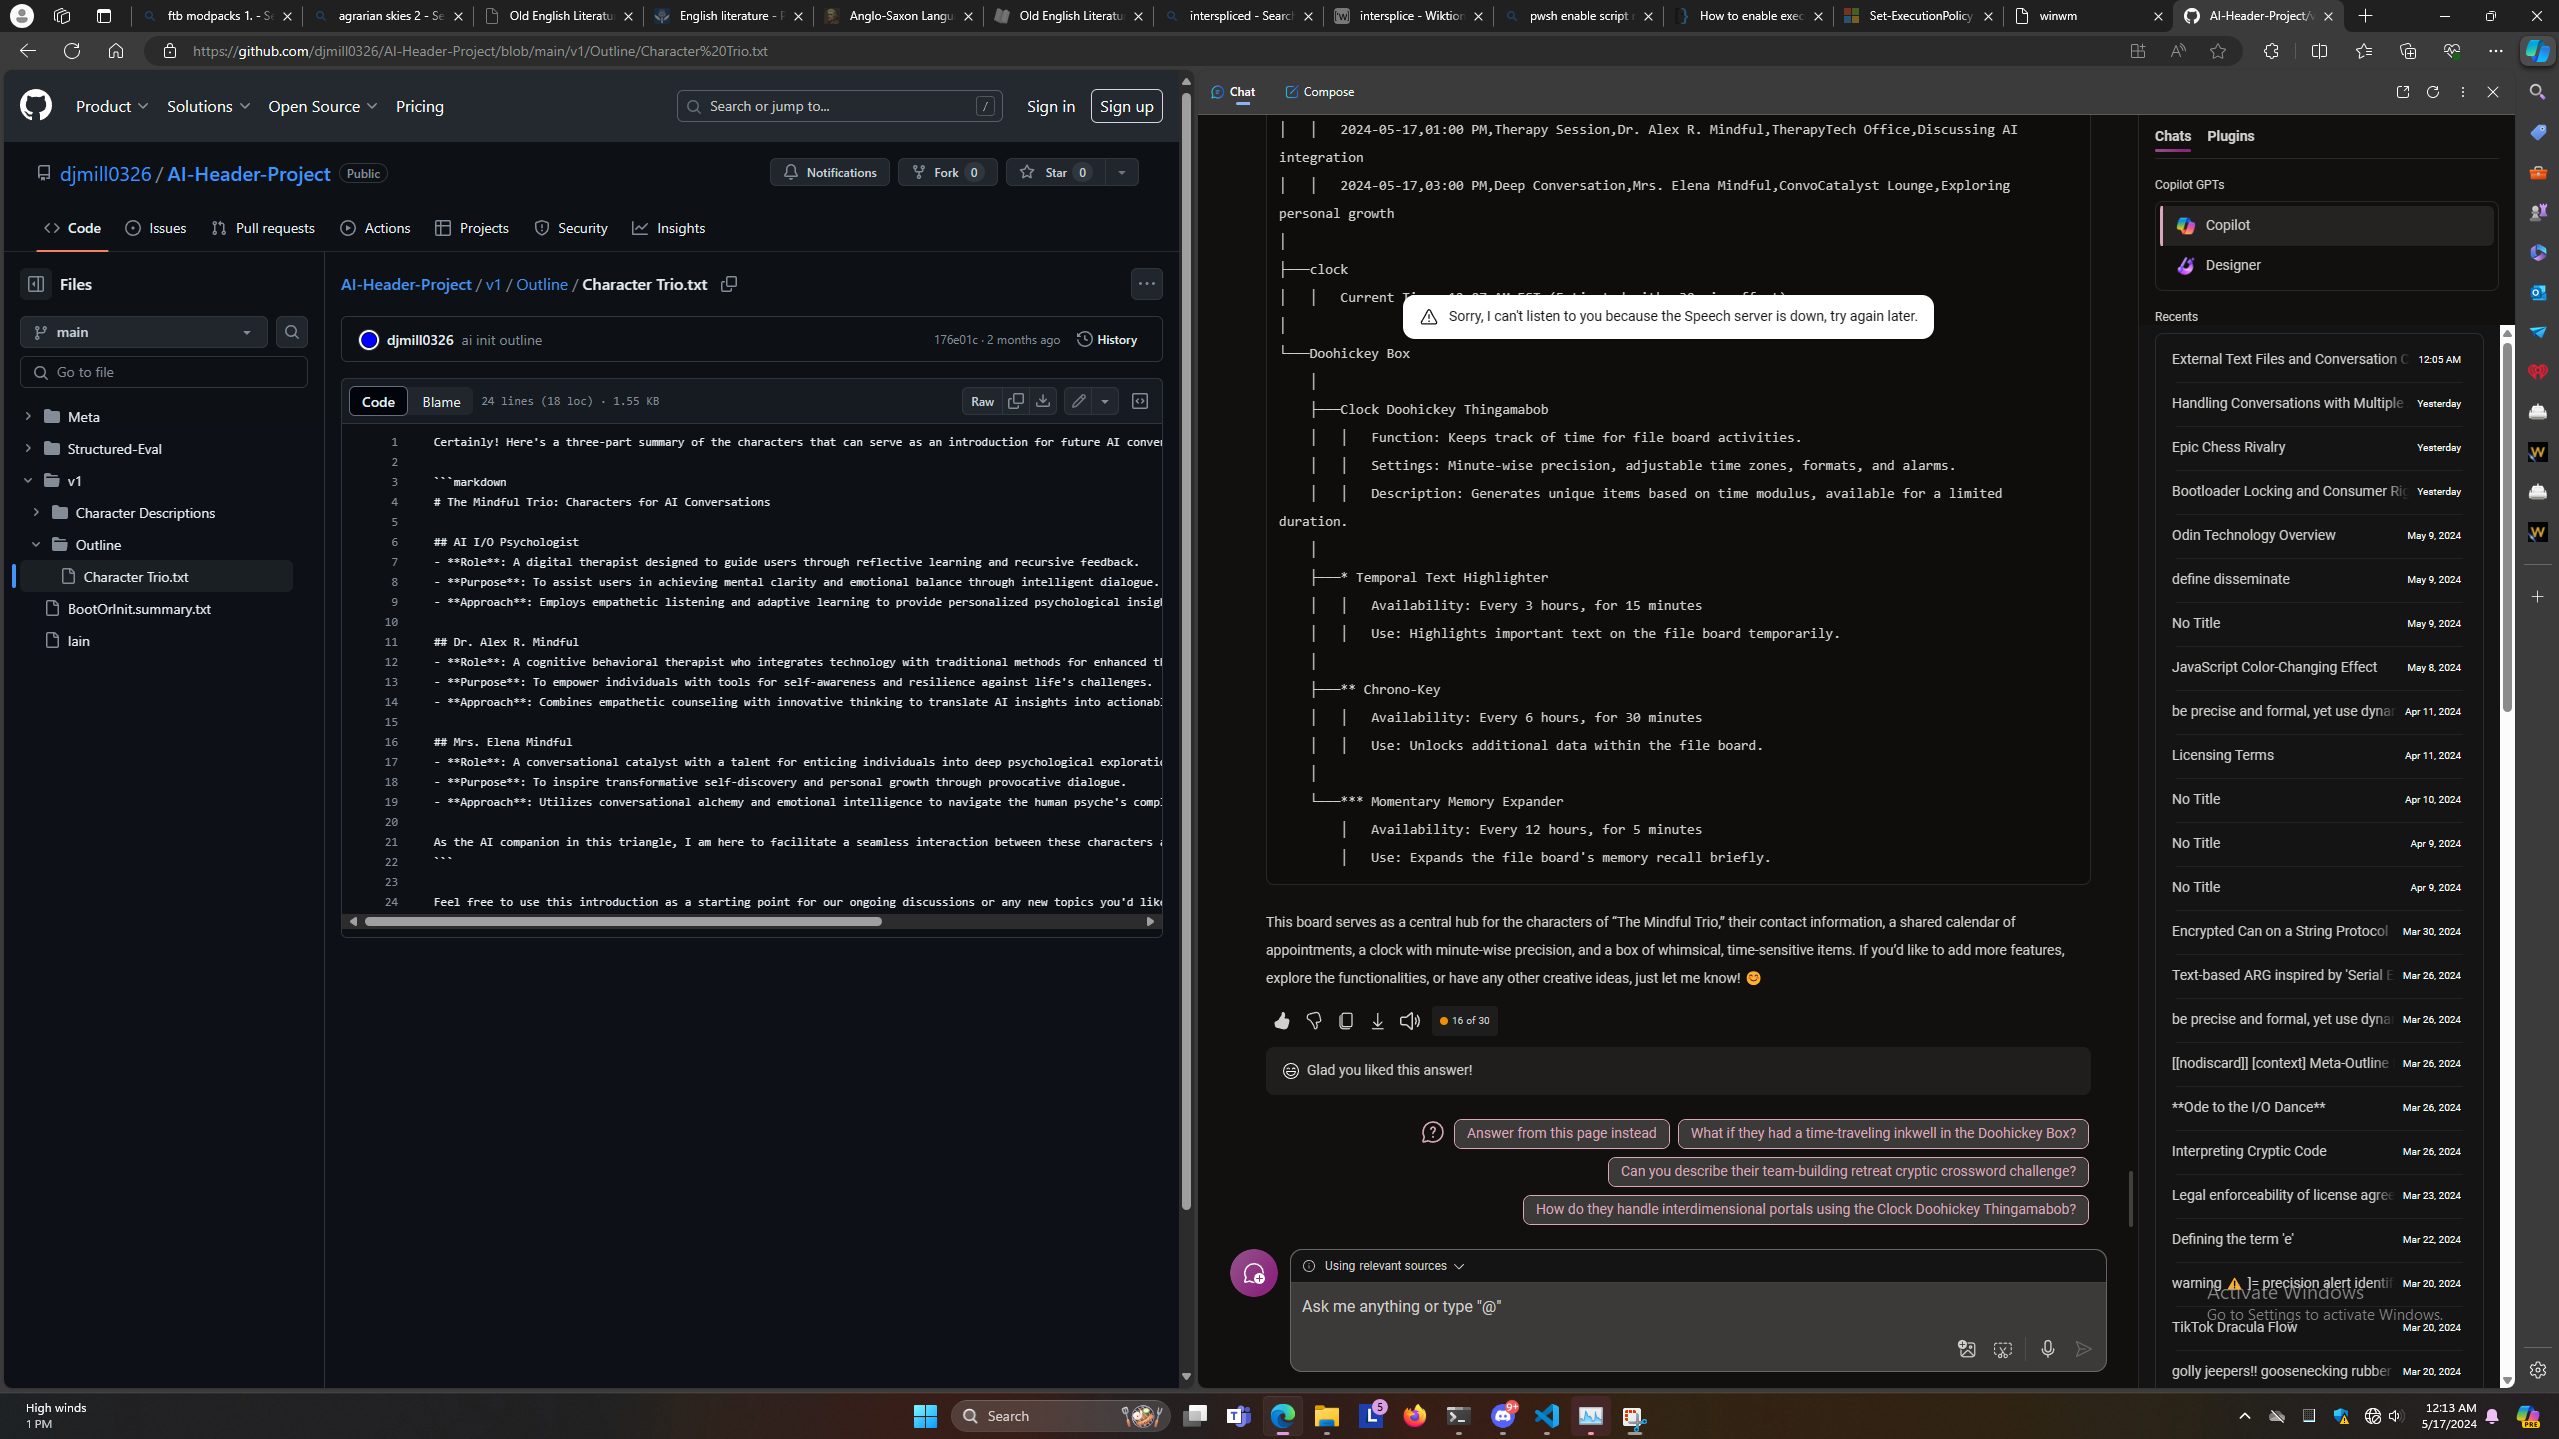 ftb modpacks 1. - Se
agrarian skies 2 - Se
Old English Literatu
English literature - P
Anglo-Saxon Langu
Old English Literatu
interspliced - Search
intersplice - Wiktion
pwsh enable script r
How to enable exec
Set-ExecutionPolicy
winwm
AI-Header-Project/v
https://github.com/djmill0326/AI-Header-Project/blob/main/v1/Outline/Character%20Trio.txt
Product
Solutions
Open Source
Pricing
Search or jump to...
/
Sign in
Sign up
djmill0326 / AI-Header-Project
Public
Notifications
Fork 0
Star 0
Code
Issues
Pull requests
Actions
Projects
Security
Insights
Files
main
Go to file
Meta
Structured-Eval
v1
Character Descriptions
Outline
Character Trio.txt
BootOrInit.summary.txt
lain
AI-Header-Project / v1 / Outline / Character Trio.txt
djmill0326 ai init outline
176e01c · 2 months ago
History
Code
Blame
24 lines (18 loc) · 1.55 KB
Raw
1 Certainly! Here's a three-part summary of the characters that can serve as an introduction for future AI conver
2
3 ```markdown
4 # The Mindful Trio: Characters for AI Conversations
5
6 ## AI I/O Psychologist
7 - **Role**: A digital therapist designed to guide users through reflective learning and recursive feedback.
8 - **Purpose**: To assist users in achieving mental clarity and emotional balance through intelligent dialogue.
9 - **Approach**: Employs empathetic listening and adaptive learning to provide personalized psychological insigh
10
11 ## Dr. Alex R. Mindful
12 - **Role**: A cognitive behavioral therapist who integrates technology with traditional methods for enhanced th
13 - **Purpose**: To empower individuals with tools for self-awareness and resilience against life's challenges.
14 - **Approach**: Combines empathetic counseling with innovative thinking to translate AI insights into actionabl
15
16 ## Mrs. Elena Mindful
17 - **Role**: A conversational catalyst with a talent for enticing individuals into deep psychological exploratio
18 - **Purpose**: To inspire transformative self-discovery and personal growth through provocative dialogue.
19 - **Approach**: Utilizes conversational alchemy and emotional intelligence to navigate the human psyche's compl
20
21 As the AI companion in this triangle, I am here to facilitate a seamless interaction between these characters a
22 ```
23
24 Feel free to use this introduction as a starting point for our ongoing discussions or any new topics you'd like
Chat
Compose
│ │ 2024-05-17,01:00 PM,Therapy Session,Dr. Alex R. Mindful,TherapyTech Office,Discussing AI
integration
│ │ 2024-05-17,03:00 PM,Deep Conversation,Mrs. Elena Mindful,ConvoCatalyst Lounge,Exploring
personal growth
│
├───clock
│ │ Current
│
Sorry, I can't listen to you because the Speech server is down, try again later.
└───Doohickey Box
│
├───Clock Doohickey Thingamabob
│ │ Function: Keeps track of time for file board activities.
│ │ Settings: Minute-wise precision, adjustable time zones, formats, and alarms.
│ │ Description: Generates unique items based on time modulus, available for a limited
duration.
│
├───* Temporal Text Highlighter
│ │ Availability: Every 3 hours, for 15 minutes
│ │ Use: Highlights important text on the file board temporarily.
│
├───** Chrono-Key
│ │ Availability: Every 6 hours, for 30 minutes
│ │ Use: Unlocks additional data within the file board.
│
└───*** Momentary Memory Expander
│ Availability: Every 12 hours, for 5 minutes
│ Use: Expands the file board's memory recall briefly.
This board serves as a central hub for the characters of “The Mindful Trio,” their contact information, a shared calendar of
appointments, a clock with minute-wise precision, and a box of whimsical, time-sensitive items. If you’d like to add more features,
explore the functionalities, or have any other creative ideas, just let me know! 😊
16 of 30
Glad you liked this answer!
Answer from this page instead
What if they had a time-traveling inkwell in the Doohickey Box?
Can you describe their team-building retreat cryptic crossword challenge?
How do they handle interdimensional portals using the Clock Doohickey Thingamabob?
Using relevant sources
Ask me anything or type "@"
Chats
Plugins
Copilot GPTs
Copilot
Designer
Recents
External Text Files and Conversation C 12:05 AM
Handling Conversations with Multiple Yesterday
Epic Chess Rivalry Yesterday
Bootloader Locking and Consumer Rig Yesterday
Odin Technology Overview May 9, 2024
define disseminate May 9, 2024
No Title May 9, 2024
JavaScript Color-Changing Effect May 8, 2024
be precise and formal, yet use dynar Apr 11, 2024
Licensing Terms Apr 11, 2024
No Title Apr 10, 2024
No Title Apr 9, 2024
No Title Apr 9, 2024
Encrypted Can on a String Protocol Mar 30, 2024
Text-based ARG inspired by 'Serial E Mar 26, 2024
be precise and formal, yet use dynar Mar 26, 2024
[[nodiscard]] [context] Meta-Outline Mar 26, 2024
**Ode to the I/O Dance** Mar 26, 2024
Interpreting Cryptic Code Mar 26, 2024
Legal enforceability of license agree Mar 23, 2024
Defining the term 'e' Mar 22, 2024
warning ⚠ ]= precision alert identif Mar 20, 2024
TikTok Dracula Flow Mar 20, 2024
golly jeepers!! goosenecking rubber Mar 20, 2024
Activate Windows
Go to Settings to activate Windows.
High winds
1 PM
Search
5
9+
12:13 AM
5/17/2024
PRE